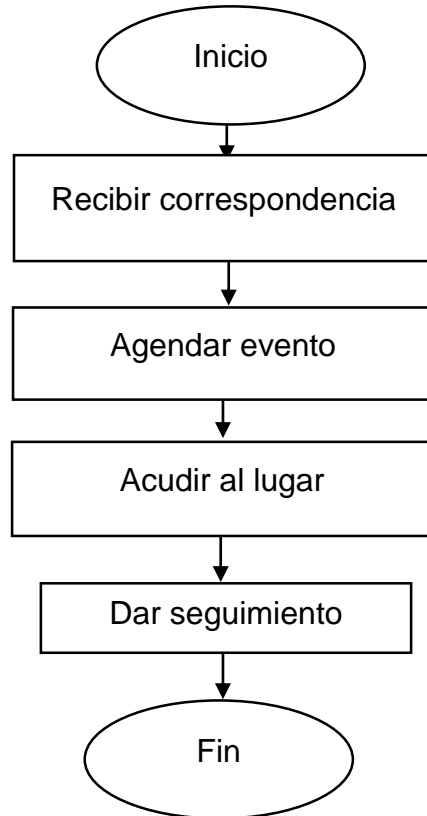 Inicio
Recibir correspondencia
Agendar evento
Acudir al lugar
Dar seguimiento
Fin